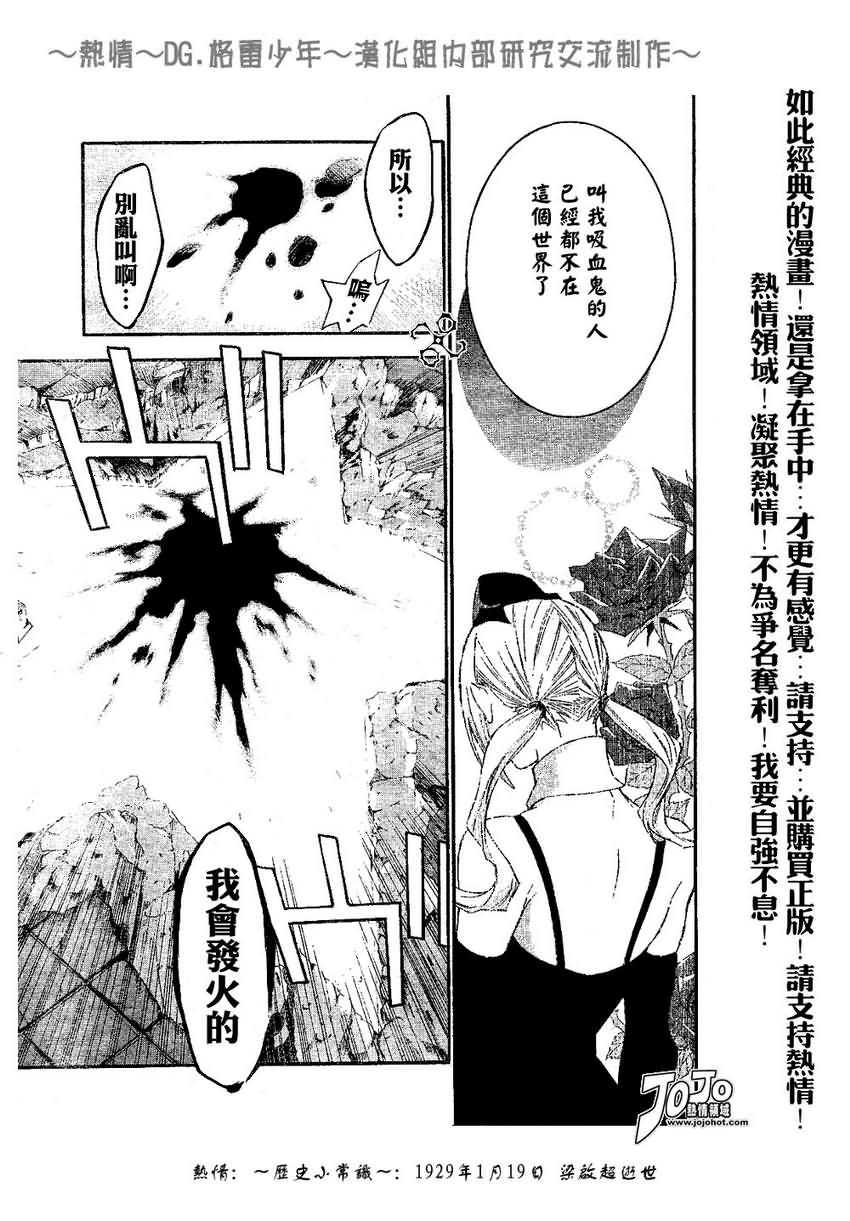 ～熱情～DG.格雷少年～漢化組内部研究交流制作～
如此經典的漫畫！還是拿在手中…才更有感覺…請支持…並購買正版！請支持熱情！
熱情領域！凝聚熱情！不為爭名奪利！我要自強不息！
叫我吸血鬼的人
已經都不在
這個世界了
所以…
嗚…
別亂叫啊…
ザ
ザ
我會發火的
JOJO
熱情領域
www.jojohot.com
熱情：～歷史小常識～：1929年1月19日 梁啟超逝世